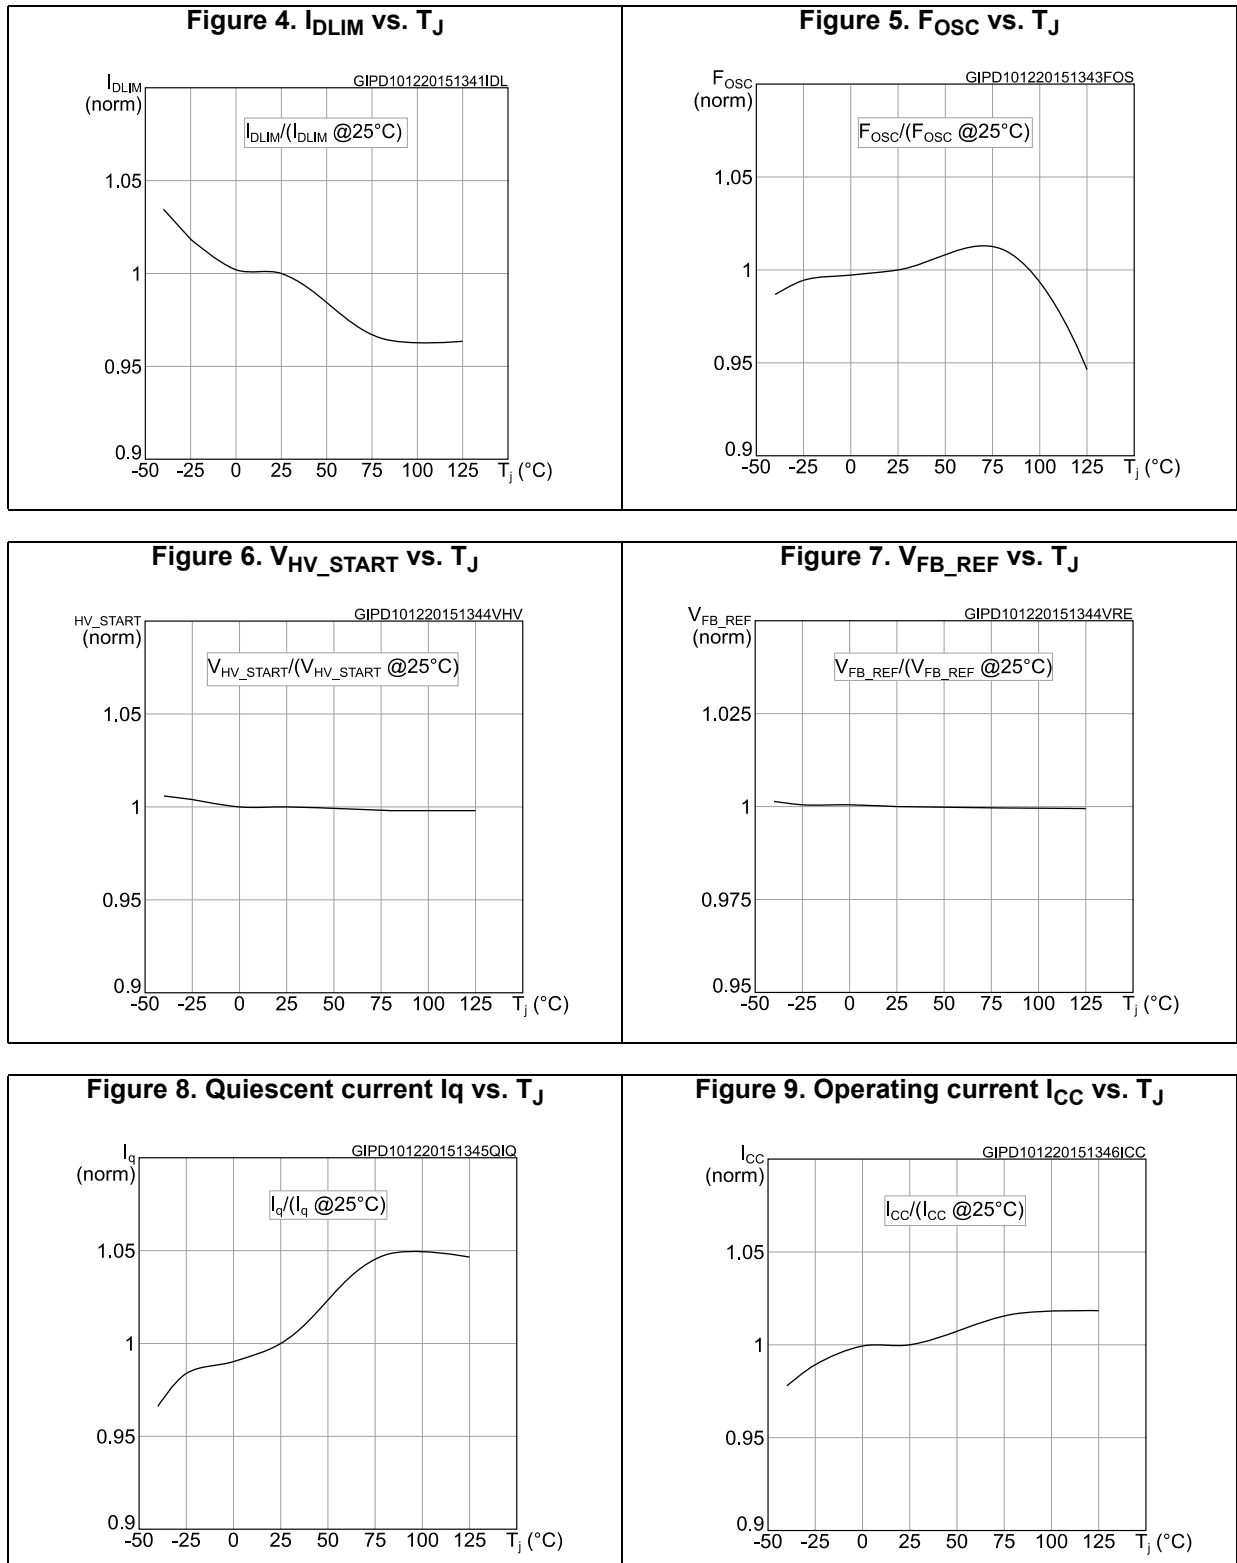 Figure 4. IDLIM vs. TJ
IDLIM
(norm)
GIPD101220151341IDL
IDLIM/(IDLIM @25°C)
1.05
1
0.95
0.9
-50 -25 0 25 50 75 100 125 Tj (°C)
Figure 5. FOSC vs. TJ
FOSC
(norm)
GIPD101220151343FOS
FOSC/(FOSC @25°C)
1.05
1
0.95
0.9
-50 -25 0 25 50 75 100 125 Tj (°C)
Figure 6. VHV_START vs. TJ
HV_START
(norm)
GIPD101220151344VHV
VHV_START/(VHV_START @25°C)
1.05
1
0.95
0.9
-50 -25 0 25 50 75 100 125 Tj (°C)
Figure 7. VFB_REF vs. TJ
VFB_REF
(norm)
GIPD101220151344VRE
VFB_REF/(VFB_REF @25°C)
1.025
1
0.975
0.95
-50 -25 0 25 50 75 100 125 Tj (°C)
Figure 8. Quiescent current Iq vs. TJ
Iq
(norm)
GIPD101220151345QIQ
Iq/(Iq @25°C)
1.05
1
0.95
0.9
-50 -25 0 25 50 75 100 125 Tj (°C)
Figure 9. Operating current ICC vs. TJ
ICC
(norm)
GIPD101220151346ICC
ICC/(ICC @25°C)
1.05
1
0.95
0.9
-50 -25 0 25 50 75 100 125 Tj (°C)